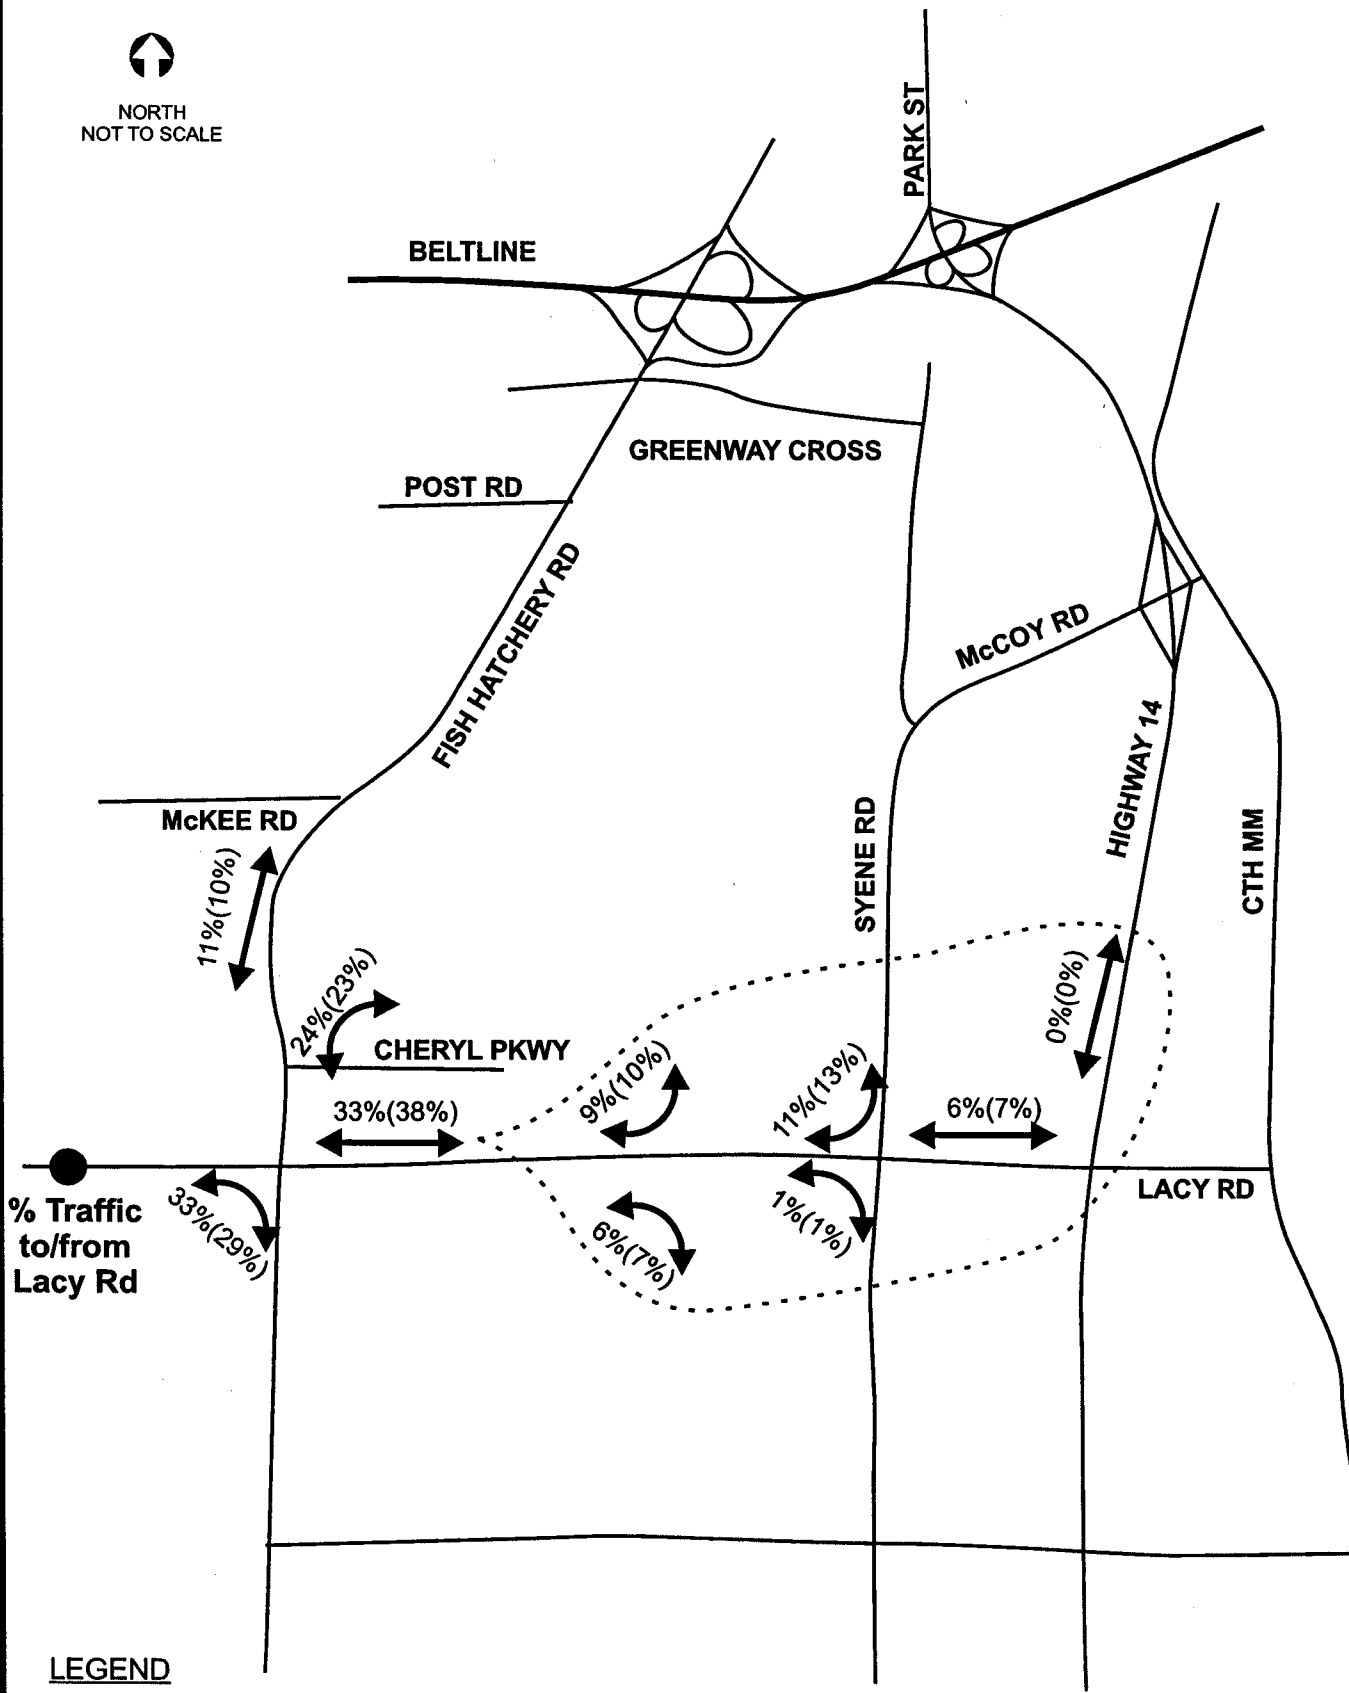 NORTH
NOT TO SCALE
PARK ST
BELTLINE
GREENWAY CROSS
POST RD
FISH HATCHERY RD
McCOY RD
HIGHWAY 14
McKEE RD
SYENE RD
CTH MM
11%(10%)
24%(23%)
0%(0%)
CHERYL PKWY
9%(10%)
11%(13%)
33%(38%)
6%(7%)
LACY RD
% Traffic
to/from
Lacy Rd
33%(29%)
6%(7%)
1%(1%)
LEGEND